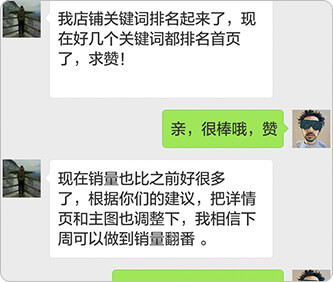 我店铺关键词排名起来了，现
在好几个关键词都排名首页
了，求赞！
亲，很棒哦，赞
现在销量也比之前好很多
了，根据你们的建议，把详情
页和主图也调整下，我相信下
周可以做到销量翻番 。